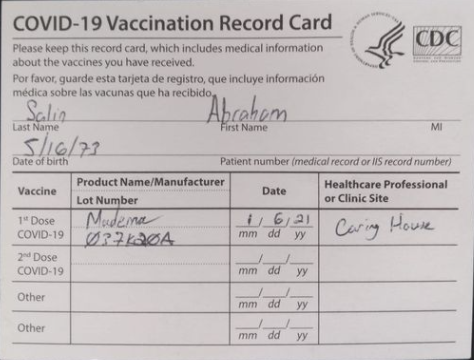 COVID-19 Vaccination Record Card
Please keep this record card, which includes medical information
about the vaccines you have received.
Por favor, guarde esta tarjeta de registro, que incluye información
médica sobre las vacunas que ha recibido.
CDC
Salin Abraham
Last Name First Name MI
5/16/73
Date of birth Patient number (medical record or IIS record number)
Vaccine Product Name/Manufacturer Date Healthcare Professional
Lot Number or Clinic Site
1st Dose Moderna 1/6/21 Caring House
COVID-19 037K20A mm dd yy
2nd Dose / /
COVID-19 mm dd yy
Other / /
mm dd yy
Other / /
mm dd yy